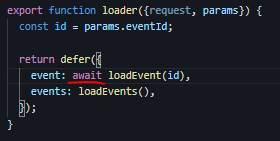 export function loader({request, params}) {
  const id = params.eventId;

  return defer({
    event: await loadEvent(id),
    events: loadEvents(),
  });
}